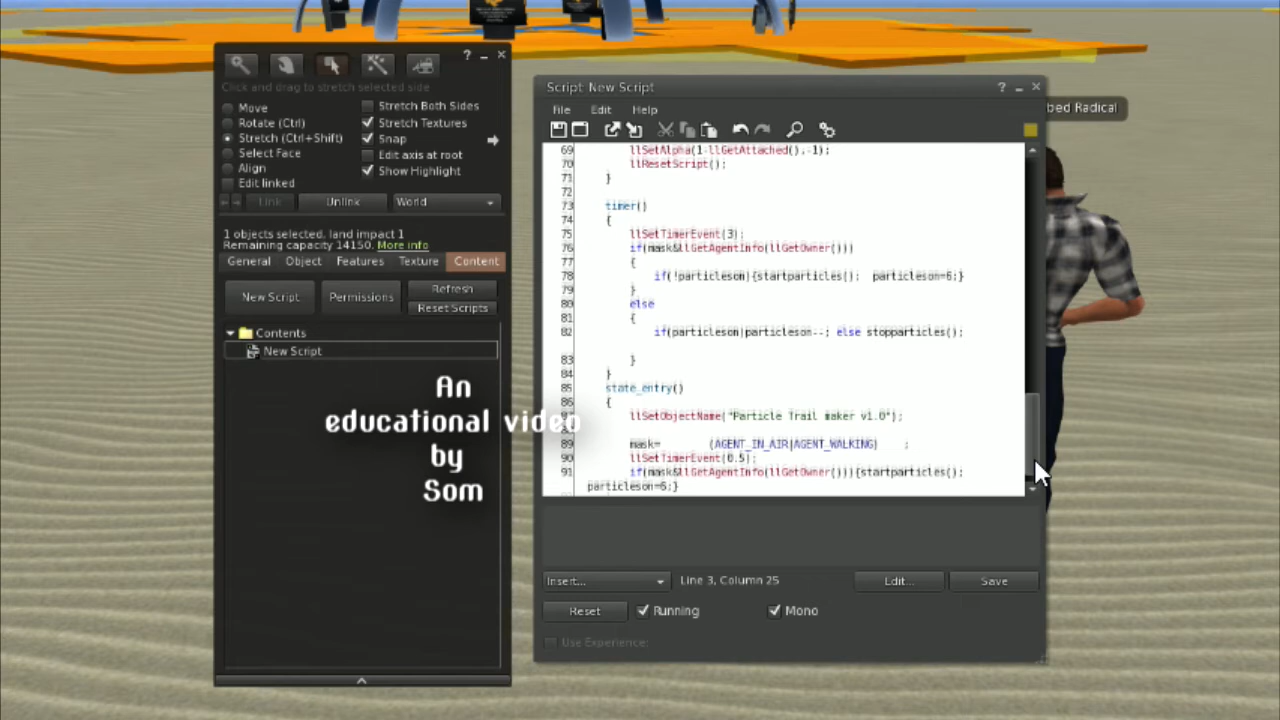 Click and drag to stretch selected side
Move
Rotate (Ctrl)
Stretch (Ctrl+Shift)
Select Face
Align
Edit linked
Stretch Both Sides
Stretch Textures
Snap
Edit axis at root
Show Highlight
Link
Unlink
World
1 objects selected, land impact 1
Remaining capacity 14150. More info
General Object Features Texture Content
New Script
Permissions
Refresh
Reset Scripts
Contents
New Script
An
educational video
by
Som
Script: New Script
bed Radical
File Edit Help
69 llSetAlpha(1-llGetAttached(),-1);
70 llResetScript();
71 }
72
73 timer()
74 {
75 llSetTimerEvent(3);
76 if(mask&llGetAgentInfo(llGetOwner()))
77 {
78 if(!particleson){startparticles(); particleson=6;}
79 }
80 else
81 {
82 if(particleson)particleson--; else stopparticles();
83 }
84 }
85 state_entry()
86 {
87 llSetObjectName("Particle Trail maker v1.0");
89 mask= (AGENT_IN_AIR|AGENT_WALKING) ;
90 llSetTimerEvent(0.5);
91 if(mask&llGetAgentInfo(llGetOwner())){startparticles();
particleson=6;}
Insert...
Line 3, Column 25
Edit...
Save
Reset
Running
Mono
Use Experience: